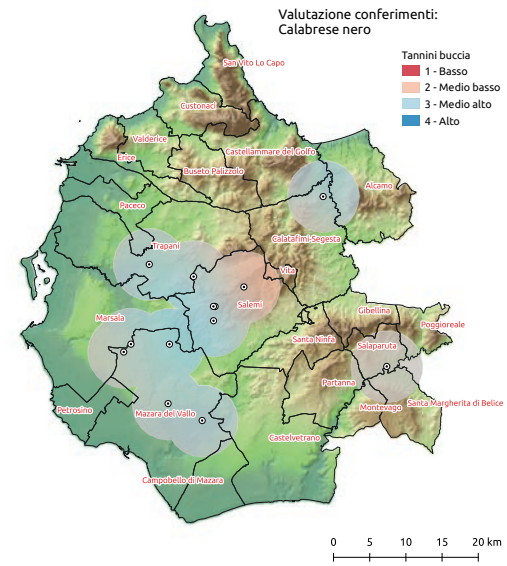 Valutazione conferimenti:
Calabrese nero
Tannini buccia
1 - Basso
2 - Medio basso
3 - Medio alto
4 - Alto
San Vito Lo Capo
Custonaci
Valderice
Erice
Castellammare del Golfo
Buseto Palizzolo
Alcamo
Paceco
Trapani
Calatafimi-Segesta
Vita
Salemi
Marsala
Gibellina
Poggioreale
Santa Ninfa
Salaparuta
Partanna
Santa Margherita di Belice
Montevago
Petrosino
Mazara del Vallo
Castelvetrano
Campobello di Mazara
0 5 10 15 20 km